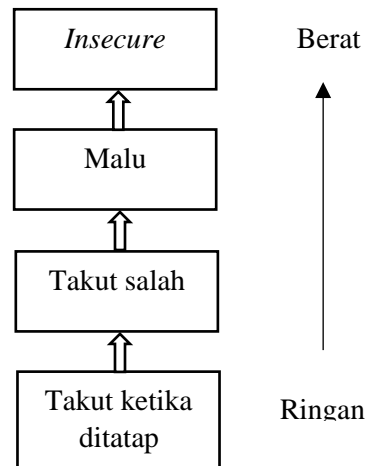 Insecure
Berat
Malu
Takut salah
Takut ketika
ditatap
Ringan